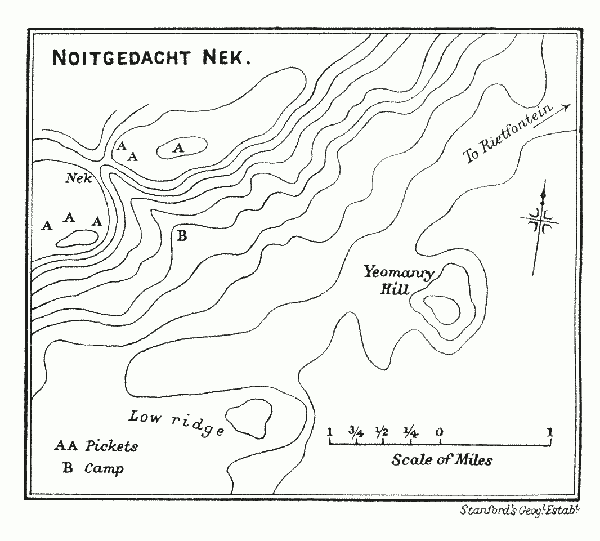 NOITGEDACHT NEK.
To Rietfontein
A
A
A
Nek
A
A
A
B
Yeomanry
Hill
Low ridge
AA Pickets
B Camp
1 3/4 1/2 1/4 0 1
Scale of Miles
Stanford's Geogl. Estabt.